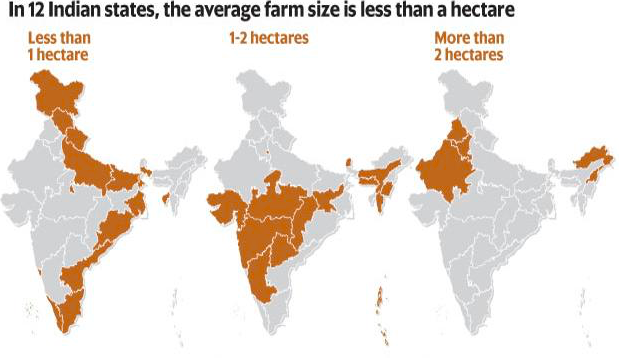 In 12 Indian states, the average farm size is less than a hectare
Less than
1 hectare
1-2 hectares
More than
2 hectares